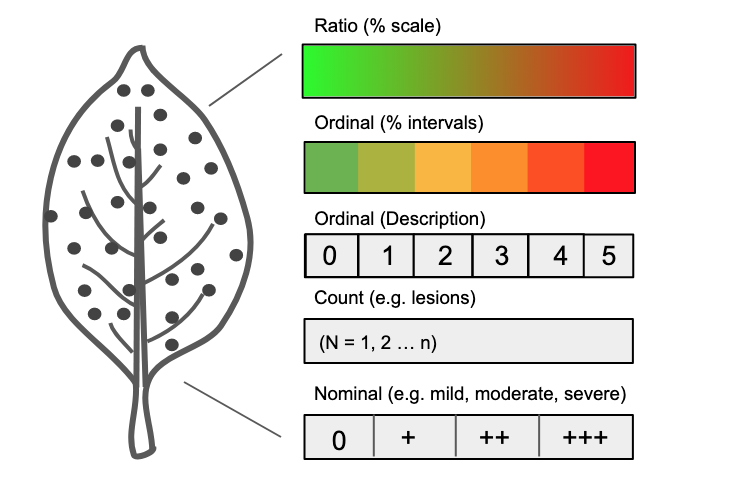 Ratio (% scale)
Ordinal (% intervals)
Ordinal (Description)
0 1 2 3 4 5
Count (e.g. lesions)
(N = 1, 2 … n)
Nominal (e.g. mild, moderate, severe)
0 + ++ +++